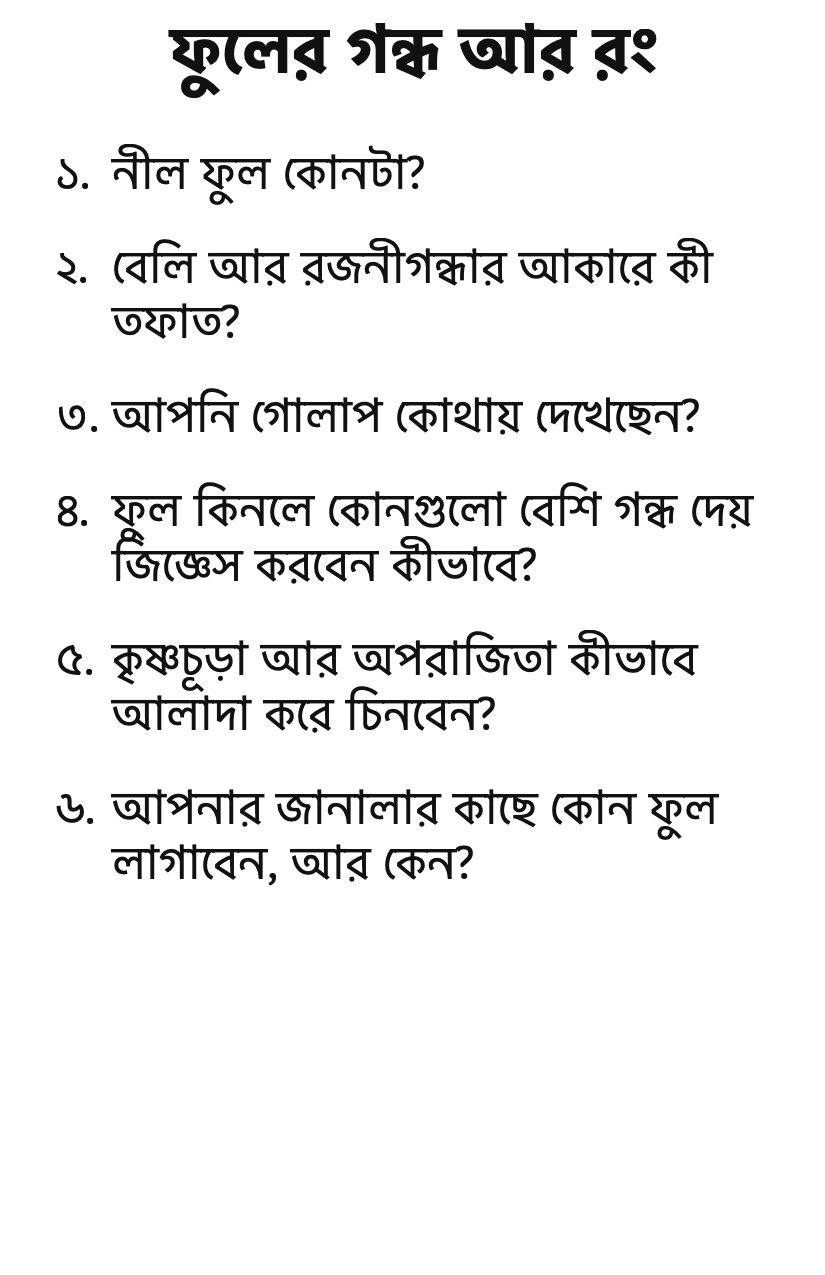 ফুলের গন্ধ আর রং
১. নীল ফুল কোনটা?
২. বেলি আর রজনীগন্ধার আকারে কী
তফাত?
৩. আপনি গোলাপ কোথায় দেখেছেন?
৪. ফুল কিনলে কোনগুলো বেশি গন্ধ দেয়
জিজ্ঞেস করবেন কীভাবে?
৫. কৃষ্ণচূড়া আর অপরাজিতা কীভাবে
আলাদা করে চিনবেন?
৬. আপনার জানালার কাছে কোন ফুল
লাগাবেন, আর কেন?